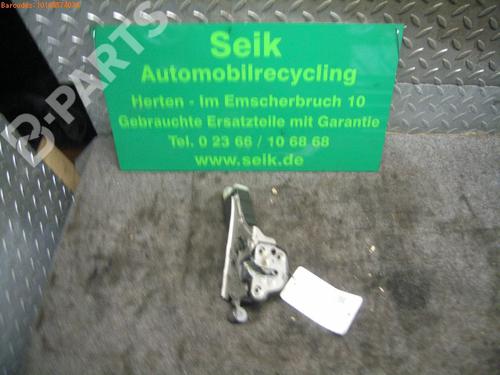 Seik
Automobilrecycling
Herten - Im Emscherbruch 10
Gebrauchte Ersatzteile mit Garantie
Tel. 0 23 66 / 10 68 68
www.seik.de
B-PARTS